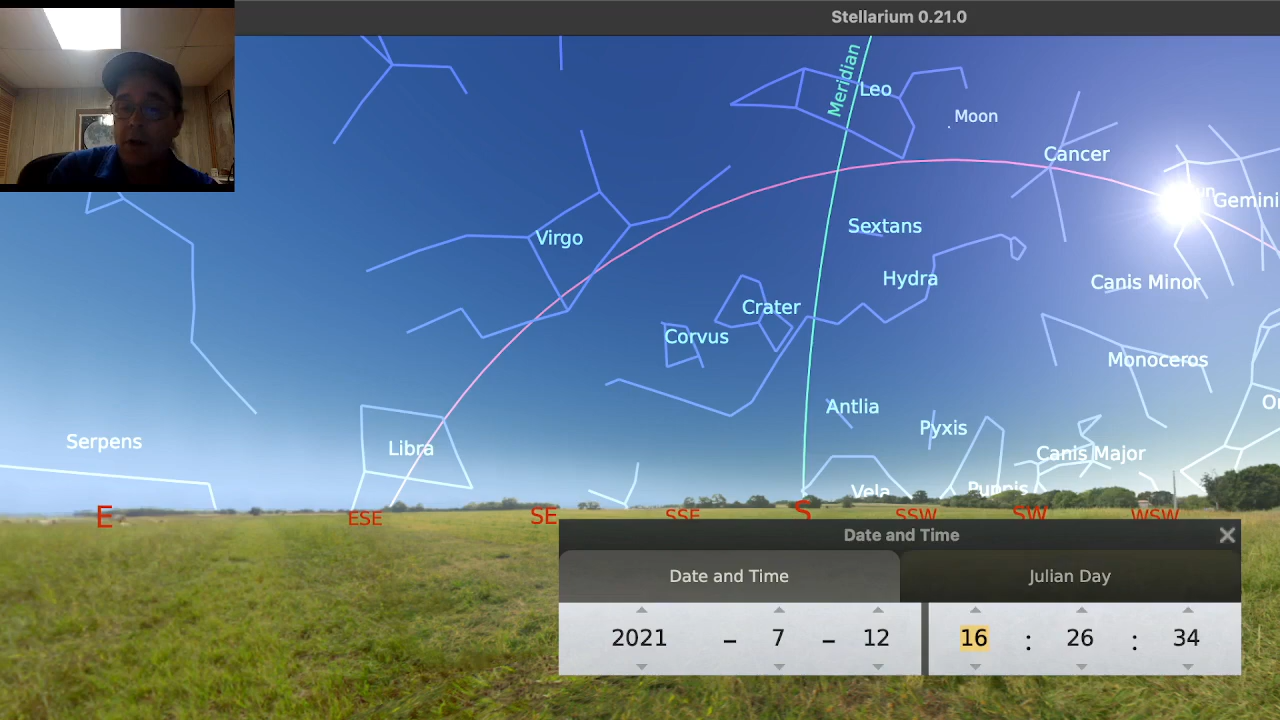 Stellarium 0.21.0
Meridian
Leo
Moon
Cancer
Gemini
Virgo
Sextans
Hydra
Canis Minor
Crater
Corvus
Monoceros
Antlia
Pyxis
Serpens
Libra
Canis Major
Vela
Puppis
E
ESE
SE
SSE
S
SSW
SW
WSW
Date and Time
Date and Time
Julian Day
2021 – 7 – 12 16 : 26 : 34